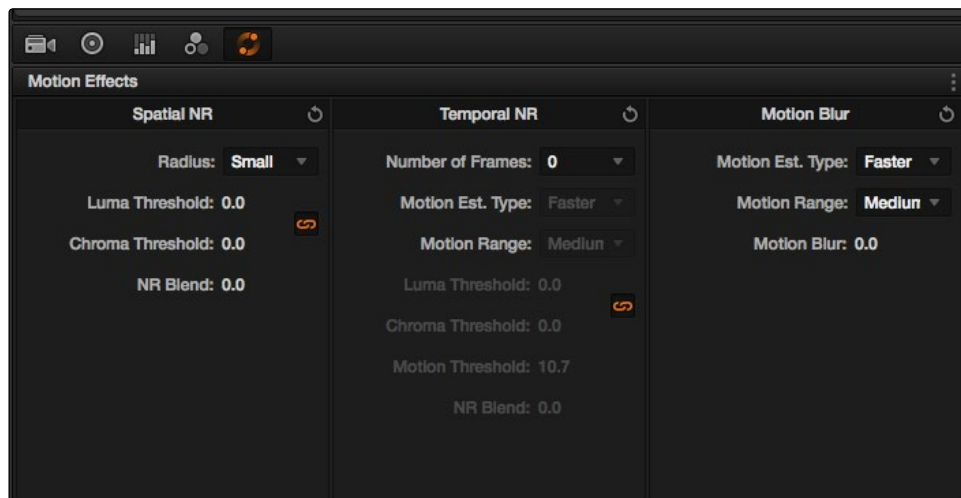 Motion Effects
Spatial NR
Radius: Small
Luma Threshold: 0.0
Chroma Threshold: 0.0
NR Blend: 0.0
Temporal NR
Number of Frames: 0
Motion Est. Type: Faster
Motion Range: Medium
Luma Threshold: 0.0
Chroma Threshold: 0.0
Motion Threshold: 10.7
NR Blend: 0.0
Motion Blur
Motion Est. Type: Faster
Motion Range: Medium
Motion Blur: 0.0